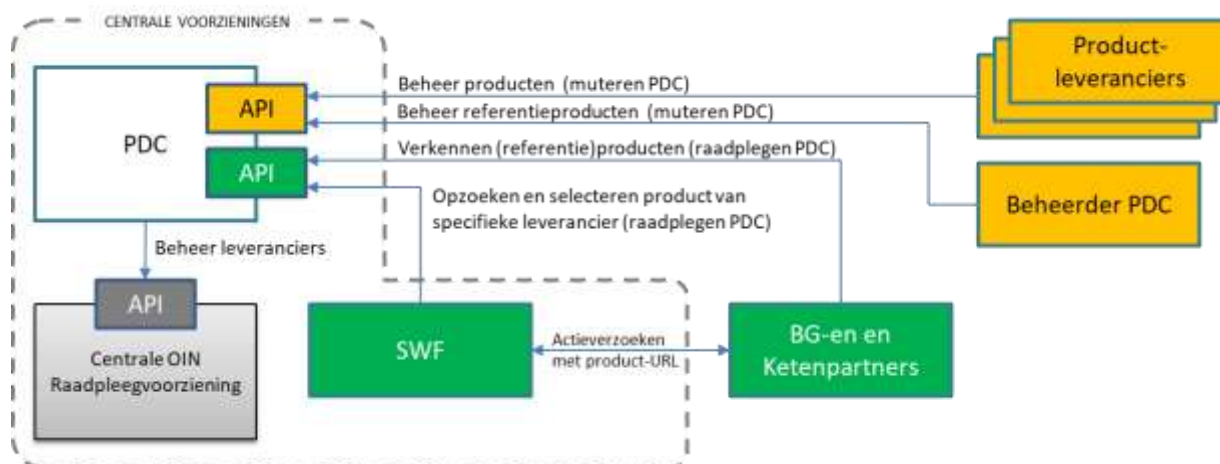 CENTRALE VOORZIENINGEN
Product-
leveranciers
API
Beheer producten (muteren PDC)
Beheer referentieproducten (muteren PDC)
PDC
Verkennen (referentie)producten (raadplegen PDC)
API
Opzoeken en selecteren product van
specifieke leverancier (raadplegen PDC)
Beheerder PDC
Beheer leveranciers
API
Centrale OIN
Raadpleegvoorziening
SWF
Actieverzoeken
met product-URL
BG-en en
Ketenpartners